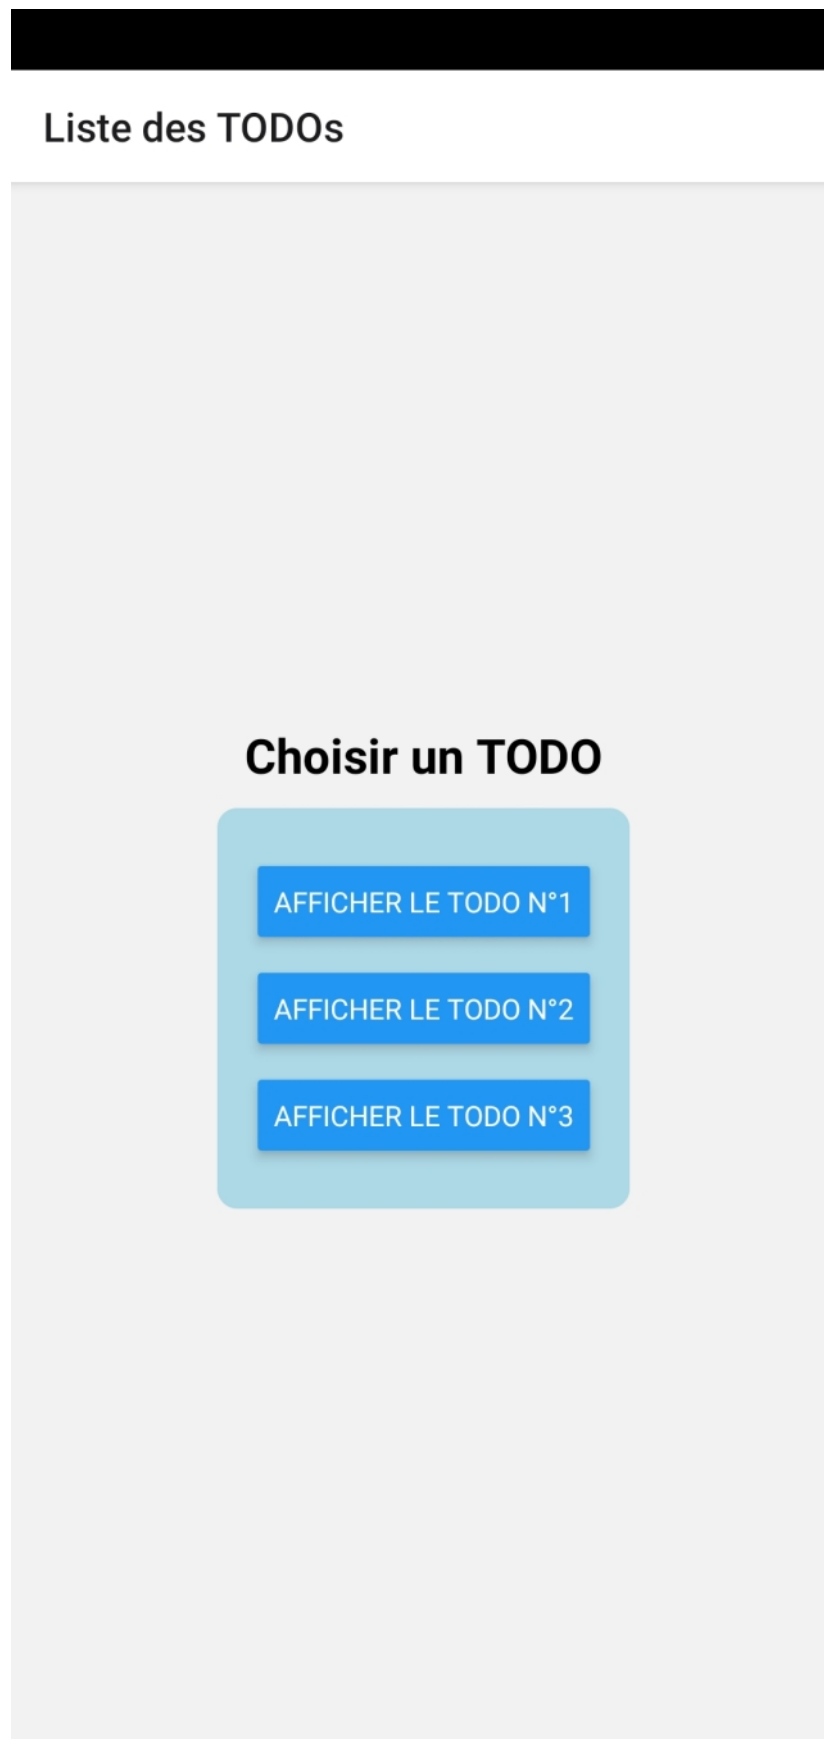 Liste des TODOs
Choisir un TODO
AFFICHER LE TODO N°1
AFFICHER LE TODO N°2
AFFICHER LE TODO N°3